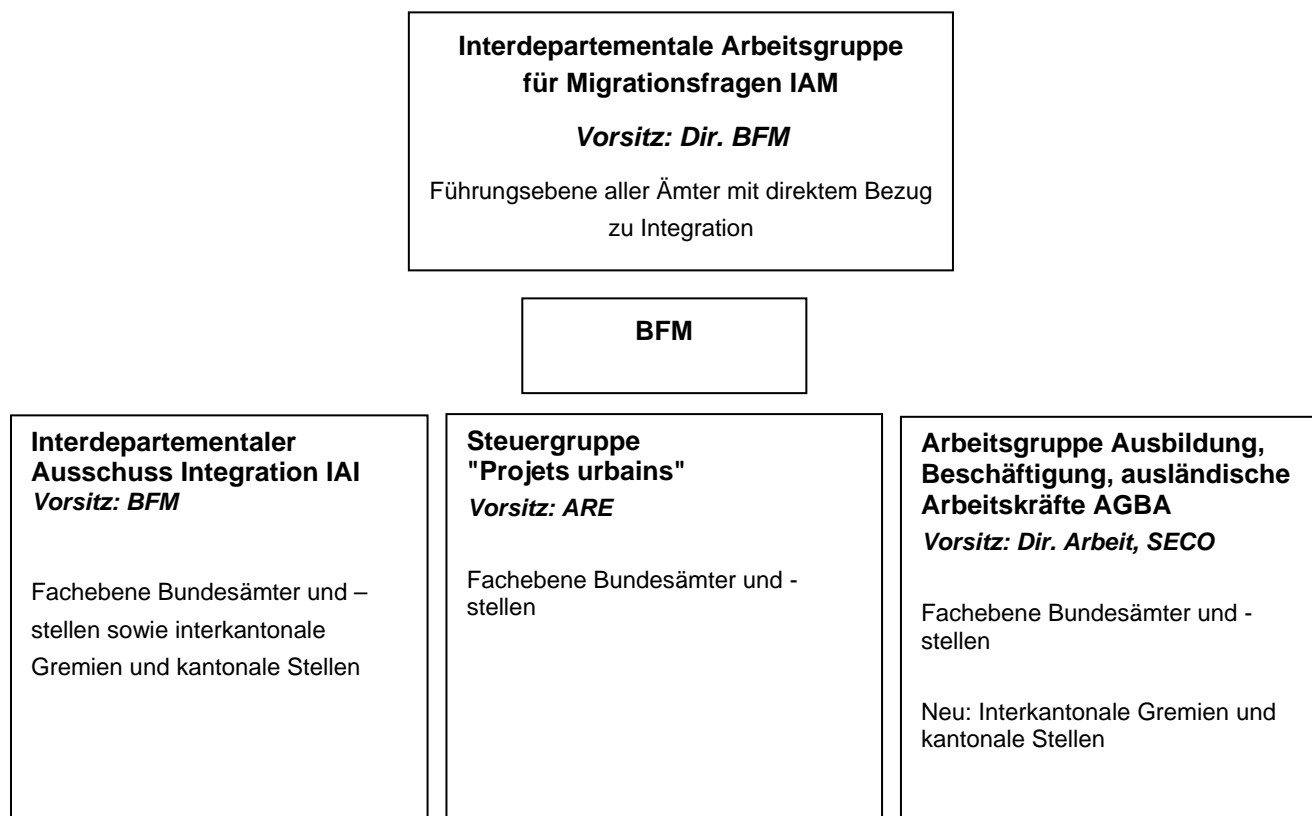 Interdepartementale Arbeitsgruppe
für Migrationsfragen IAM
Vorsitz: Dir. BFM
Führungsebene aller Ämter mit direktem Bezug
zu Integration
BFM
Interdepartementaler
Ausschuss Integration IAI
Vorsitz: BFM
Fachebene Bundesämter und –
stellen sowie interkantonale
Gremien und kantonale Stellen
Steuergruppe
"Projets urbains"
Vorsitz: ARE
Fachebene Bundesämter und -
stellen
Arbeitsgruppe Ausbildung,
Beschäftigung, ausländische
Arbeitskräfte AGBA
Vorsitz: Dir. Arbeit, SECO
Fachebene Bundesämter und -
stellen
Neu: Interkantonale Gremien und
kantonale Stellen